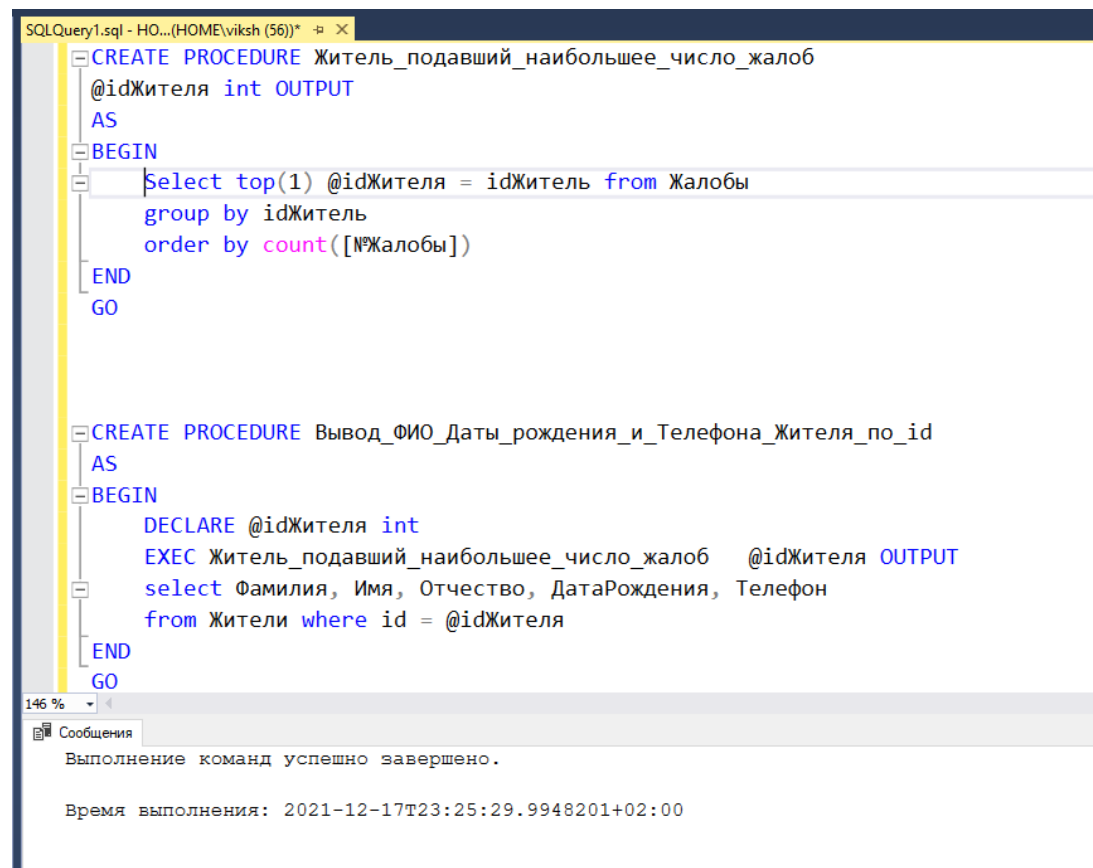 SQLQuery1.sql - HO...(HOME\viksh (56))*
CREATE PROCEDURE Житель_подавший_наибольшее_число_жалоб
@idЖителя int OUTPUT
AS
BEGIN
Select top(1) @idЖителя = idЖитель from Жалобы
group by idЖитель
order by count([№Жалобы])
END
GO
CREATE PROCEDURE Вывод_ФИО_Даты_рождения_и_Телефона_Жителя_по_id
AS
BEGIN
DECLARE @idЖителя int
EXEC Житель_подавший_наибольшее_число_жалоб @idЖителя OUTPUT
select Фамилия, Имя, Отчество, ДатаРождения, Телефон
from Жители where id = @idЖителя
END
GO
146 %
Сообщения
Выполнение команд успешно завершено.
Время выполнения: 2021-12-17T23:25:29.9948201+02:00